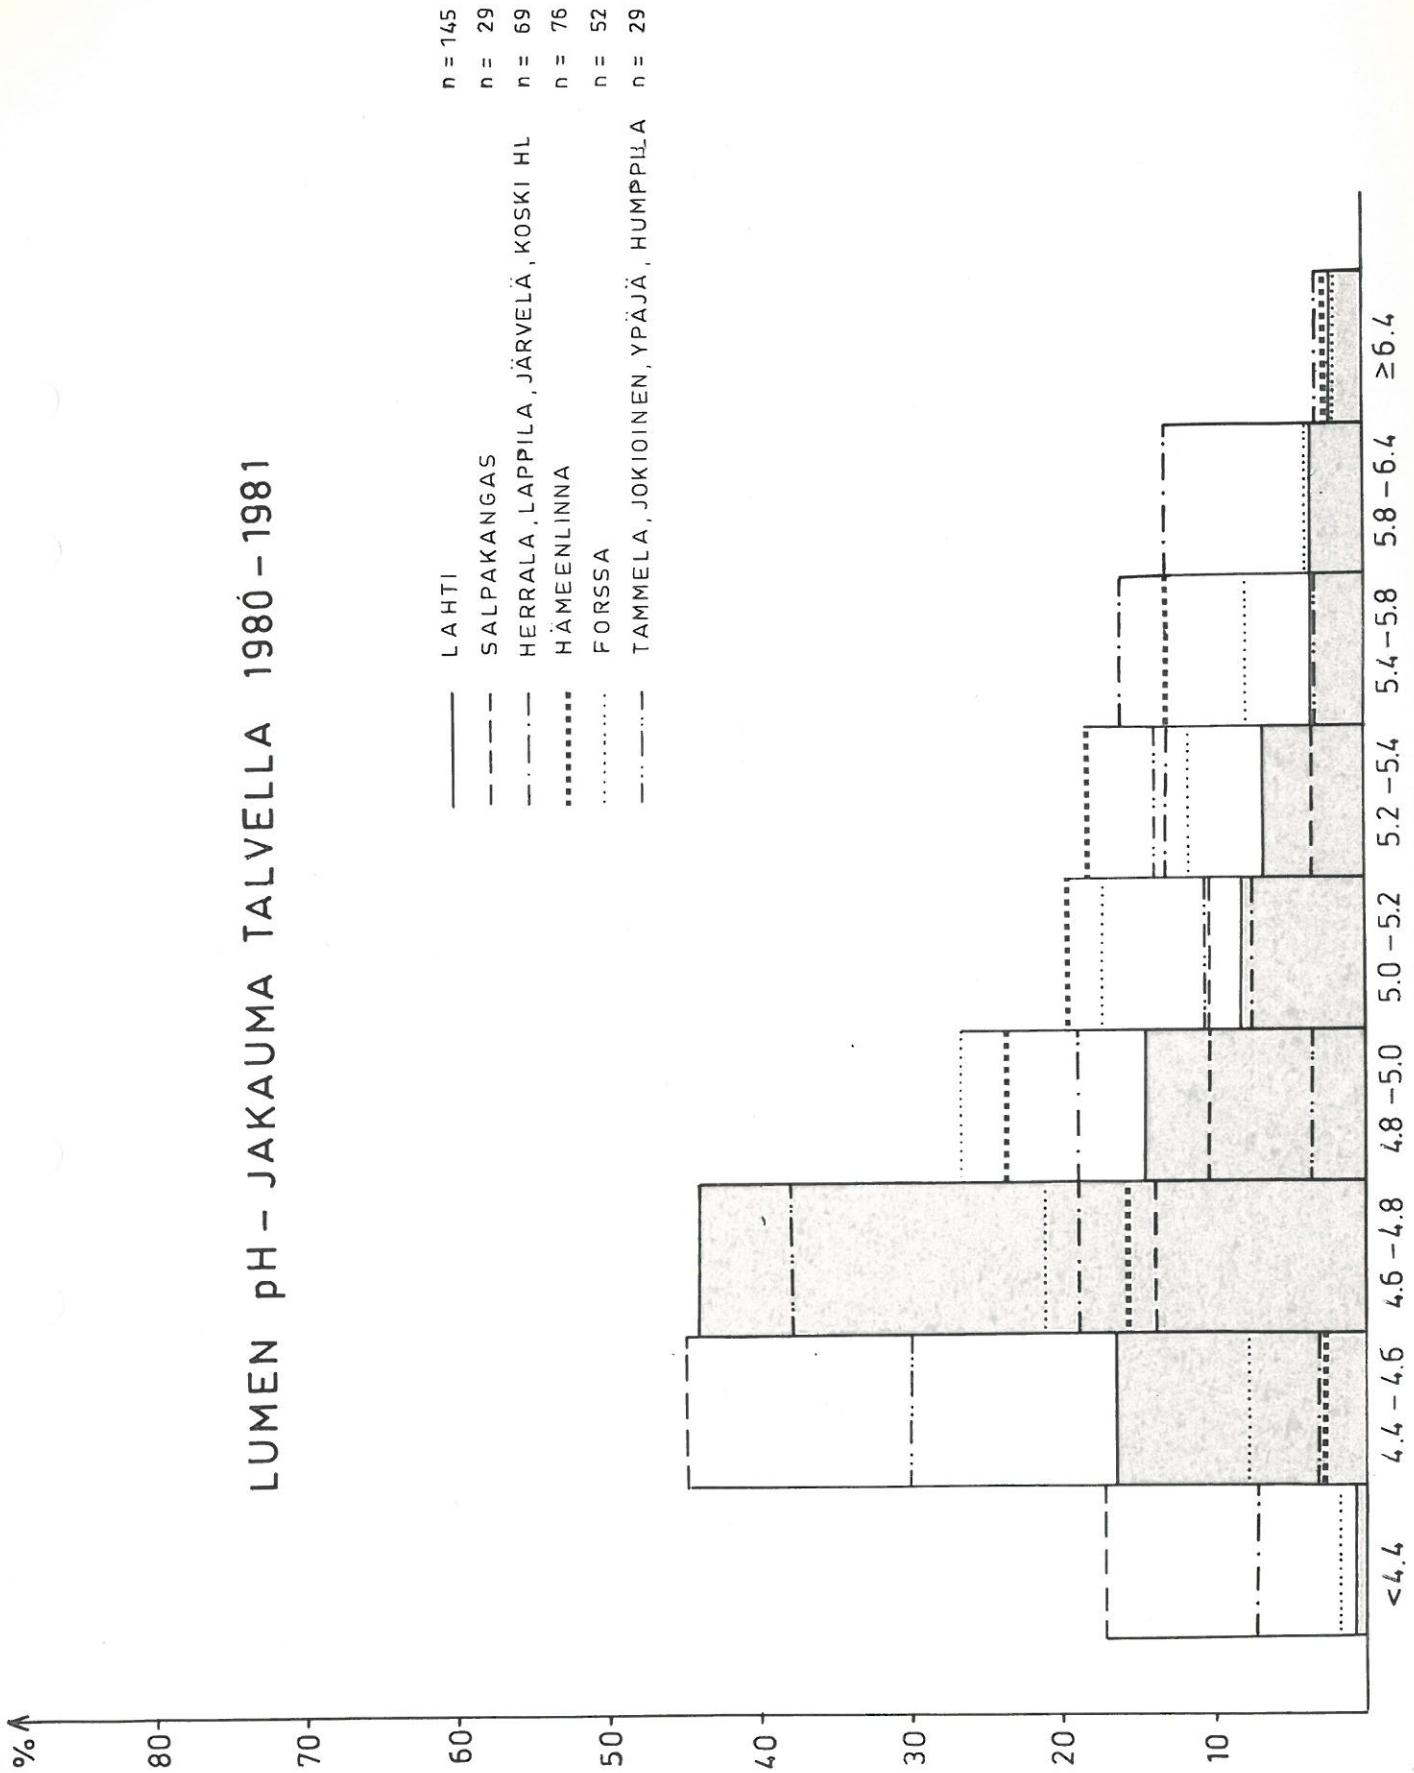 LUMEN pH – JAKAUMA TALVELLA 1980 – 1981
LAHTI n = 145
SALPAKANGAS n = 29
HERRALA, LAPPILA, JÄRVELÄ, KOSKI HL n = 69
HÄMEENLINNA n = 76
FORSSA n = 52
TAMMELA, JOKIOINEN, YPÄJÄ, HUMPPILA n = 29
%
80
70
60
50
40
30
20
10
<4.4 4.4 – 4.6 4.6 – 4.8 4.8 – 5.0 5.0 – 5.2 5.2 – 5.4 5.4 – 5.8 5.8 – 6.4 ≥6.4